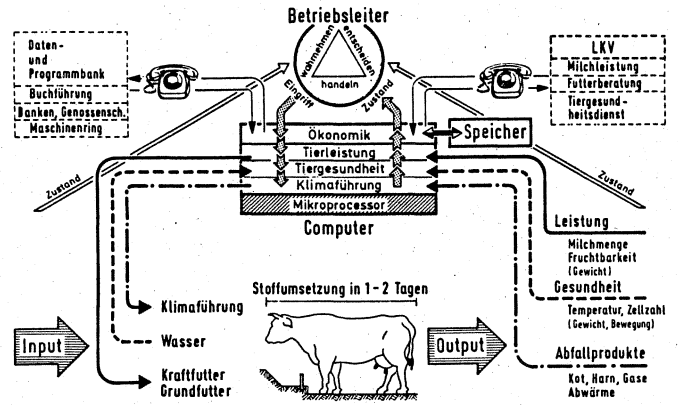 Betriebsleiter
wahrnehmen
entscheiden
handeln
Daten-
und
Programmbank
Buchführung
Banken, Genossensch.
Maschinenring
LKV
Milchleistung
Futterberatung
Tiergesund-
heitsdienst
Eingriff
Zustand
Ökonomik
Tierleistung
Tiergesundheit
Klimaführung
Mikroprocessor
Computer
Speicher
Zustand
Zustand
Leistung
Milchmenge
Fruchtbarkeit
(Gewicht)
Gesundheit
Temperatur, Zellzahl
(Gewicht, Bewegung)
Abfallprodukte
Kot, Harn, Gase
Abwärme
Stoffumsetzung in 1-2 Tagen
Klimaführung
Wasser
Kraftfutter
Grundfutter
Input
Output